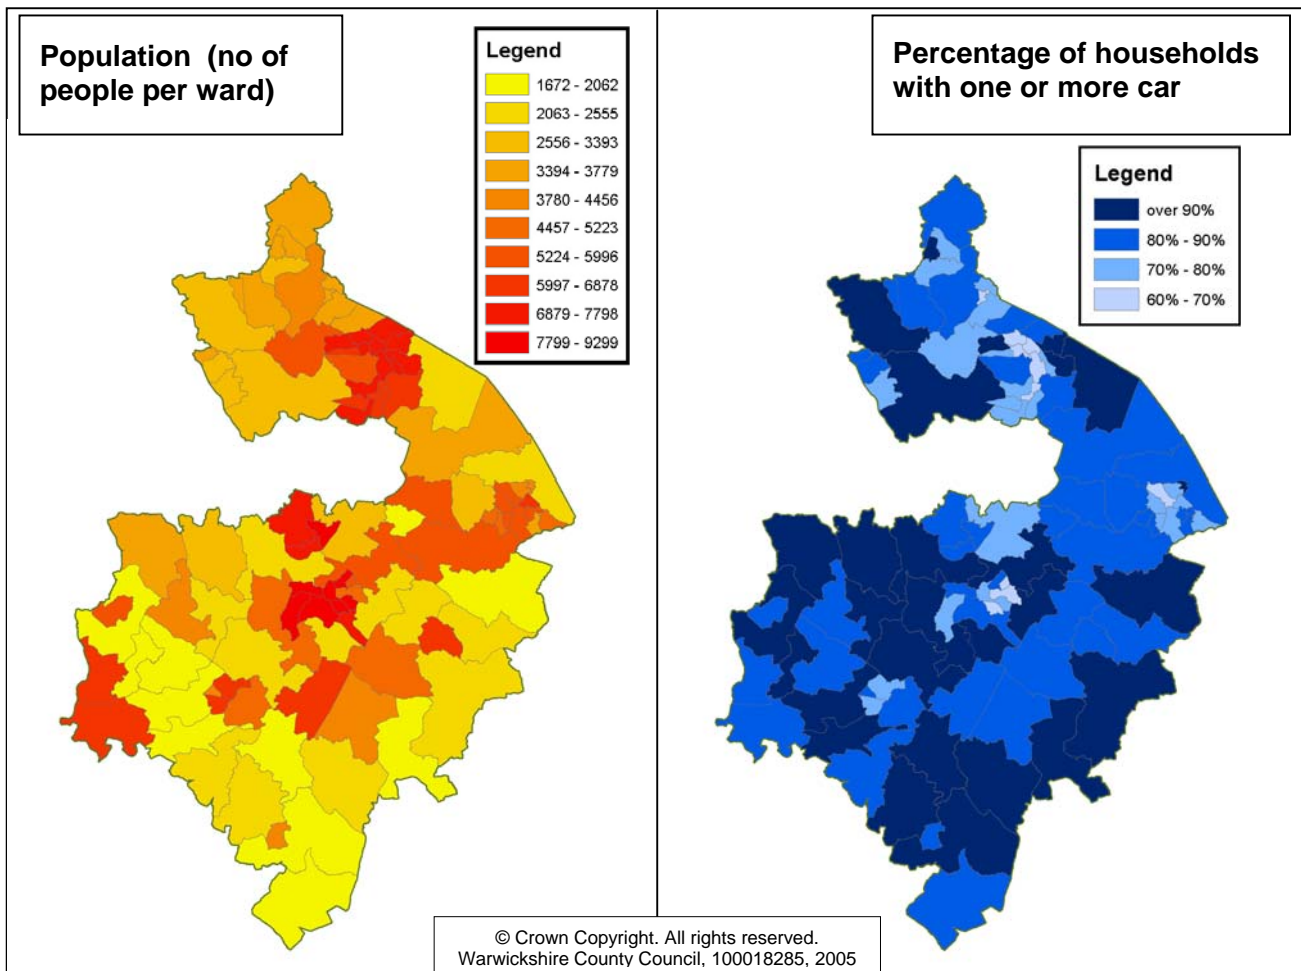 Population  (no of
people per ward)
Legend
1672 - 2062
2063 - 2555
2556 - 3393
3394 - 3779
3780 - 4456
4457 - 5223
5224 - 5996
5997 - 6878
6879 - 7798
7799 - 9299
Percentage of households
with one or more car
Legend
over 90%
80% - 90%
70% - 80%
60% - 70%
© Crown Copyright. All rights reserved.
Warwickshire County Council, 100018285, 2005